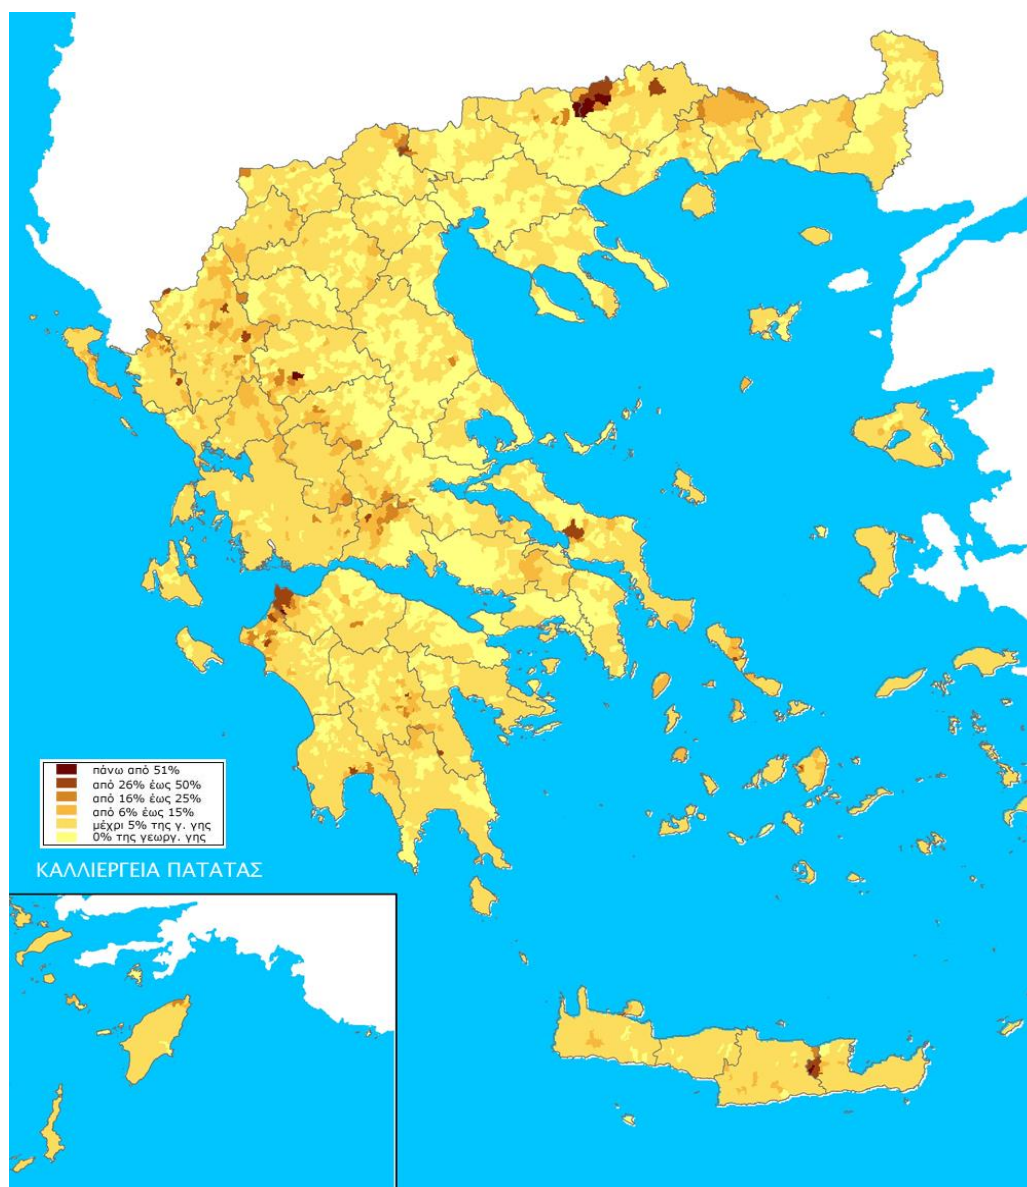 πάνω από 51%
από 26% έως 50%
από 16% έως 25%
από 6% έως 15%
μέχρι 5% της γ. γης
0% της γεωργ. γης
ΚΑΛΛΙΕΡΓΕΙΑ ΠΑΤΑΤΑΣ